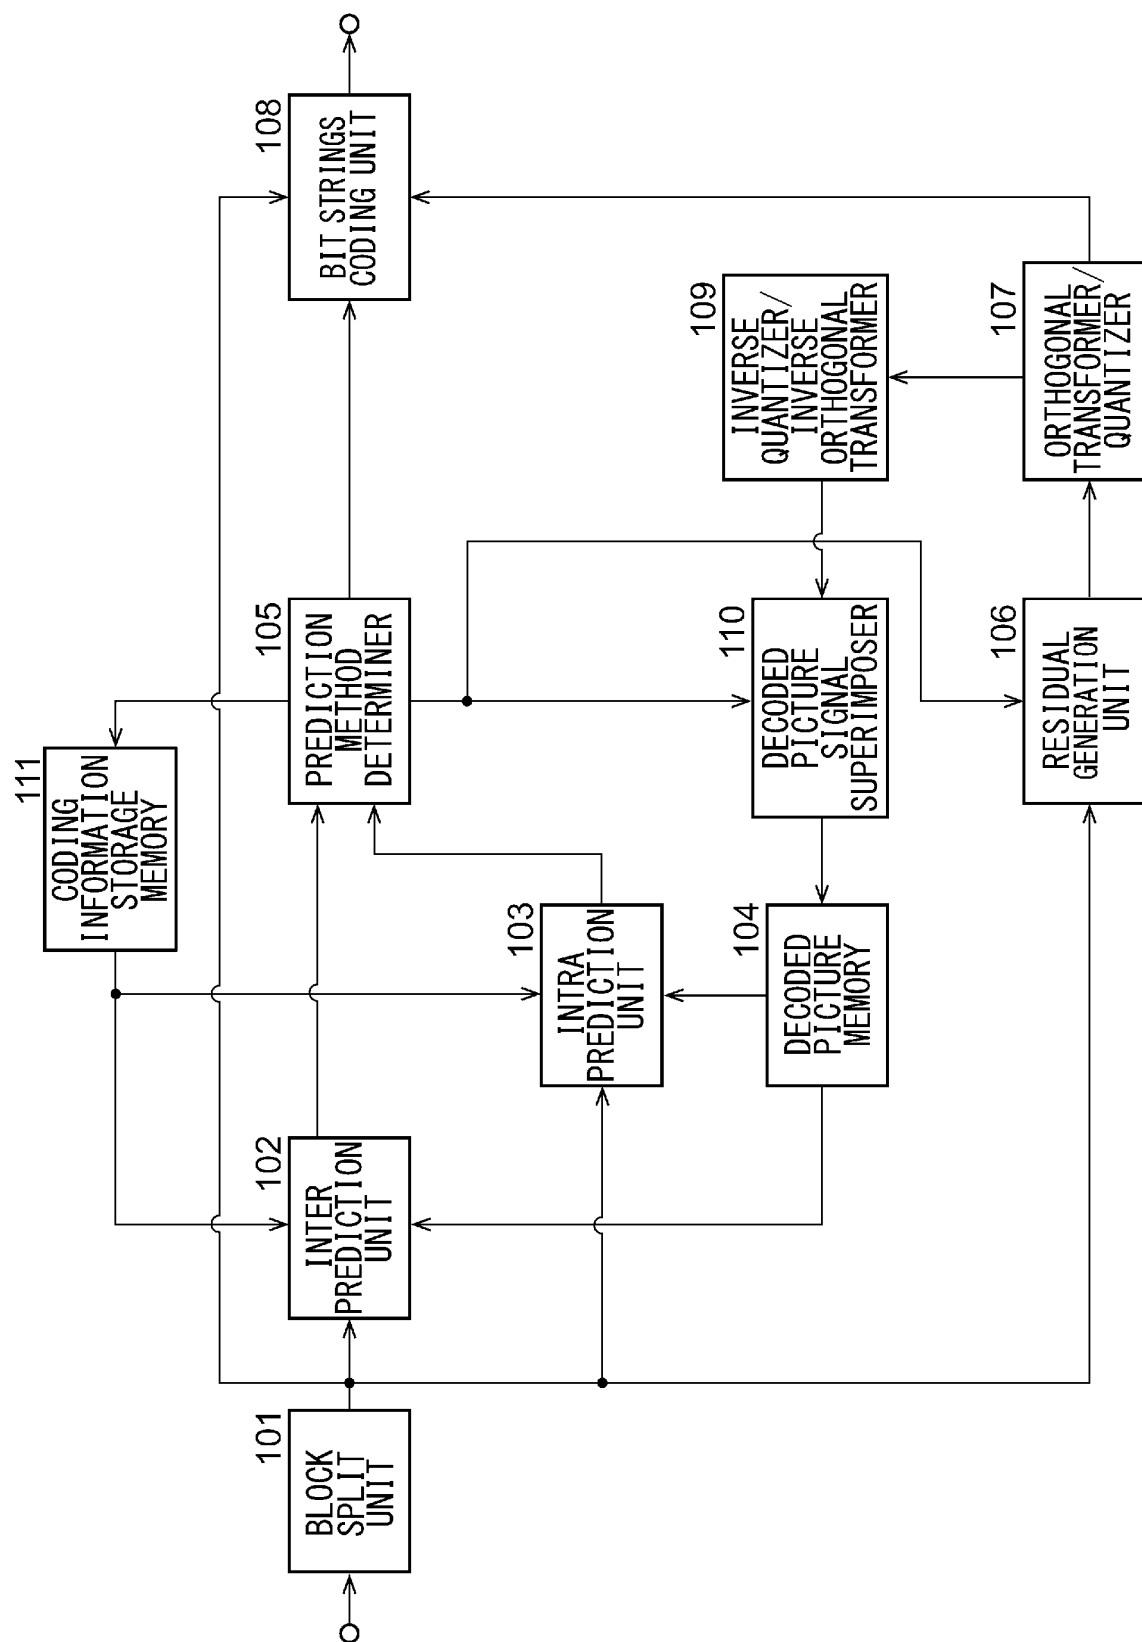 101
BLOCK
SPLIT
UNIT
102
INTER
PREDICTION
UNIT
103
INTRA
PREDICTION
UNIT
104
DECODED
PICTURE
MEMORY
111
CODING
INFORMATION
STORAGE
MEMORY
105
PREDICTION
METHOD
DETERMINER
110
DECODED
PICTURE
SIGNAL
SUPERIMPOSER
106
RESIDUAL
GENERATION
UNIT
109
INVERSE
QUANTIZER/
INVERSE
ORTHOGONAL
TRANSFORMER
107
ORTHOGONAL
TRANSFORMER/
QUANTIZER
108
BIT STRINGS
CODING UNIT